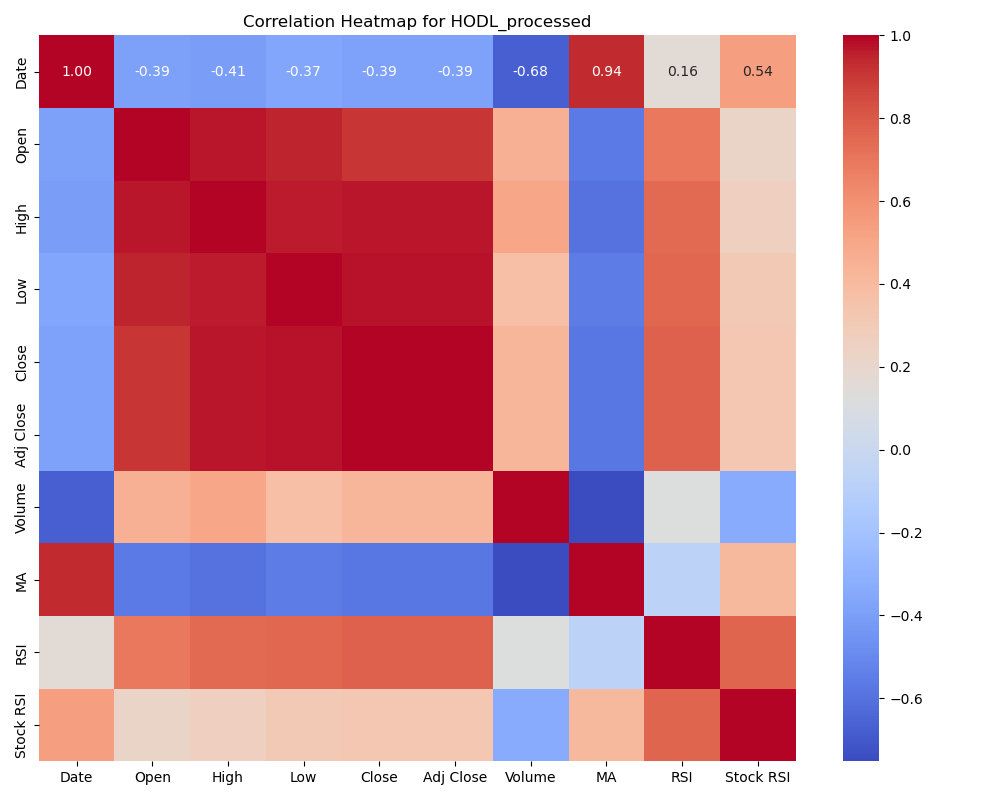 Correlation Heatmap for HODL_processed
Date
1.00 -0.39 -0.41 -0.37 -0.39 -0.39 -0.68 0.94 0.16 0.54
Open
High
Low
Close
Adj Close
Volume
MA
RSI
Stock RSI
Date Open High Low Close Adj Close Volume MA RSI Stock RSI
1.0
0.8
0.6
0.4
0.2
0.0
−0.2
−0.4
−0.6